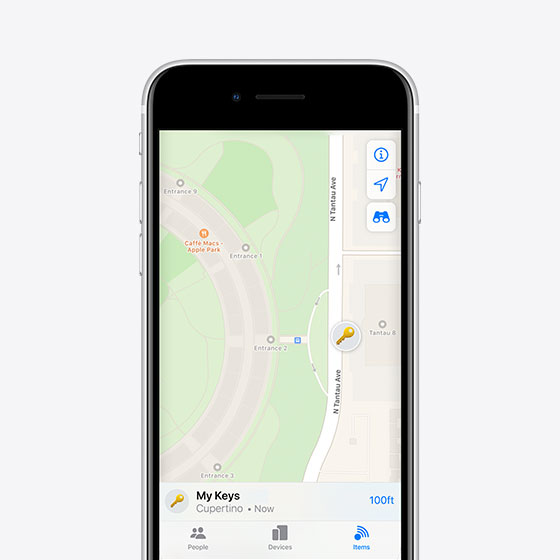 N Tantau Ave
Entrance 9
Caffè Macs -
Apple Park
Entrance 1
Tantau 8
Entrance 2
N Tantau Ave
Entrance 3
My Keys
100ft
Cupertino • Now
People
Devices
Items